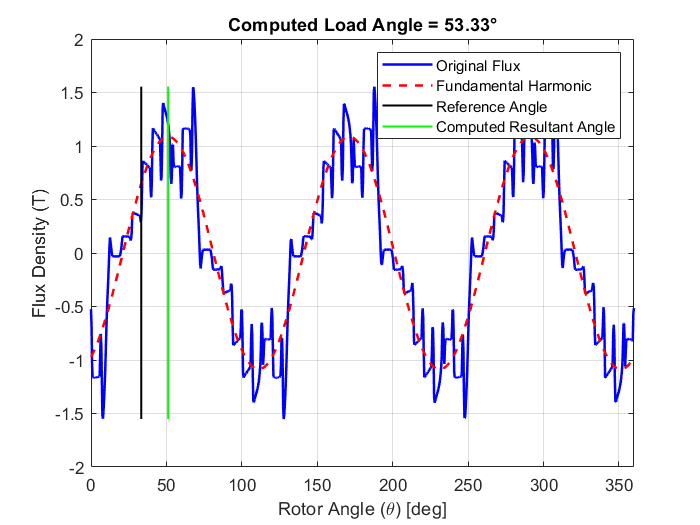 Computed Load Angle = 53.33°
Original Flux
Fundamental Harmonic
Reference Angle
Computed Resultant Angle
Flux Density (T)
2
1.5
1
0.5
0
-0.5
-1
-1.5
-2
0 50 100 150 200 250 300 350
Rotor Angle (θ) [deg]